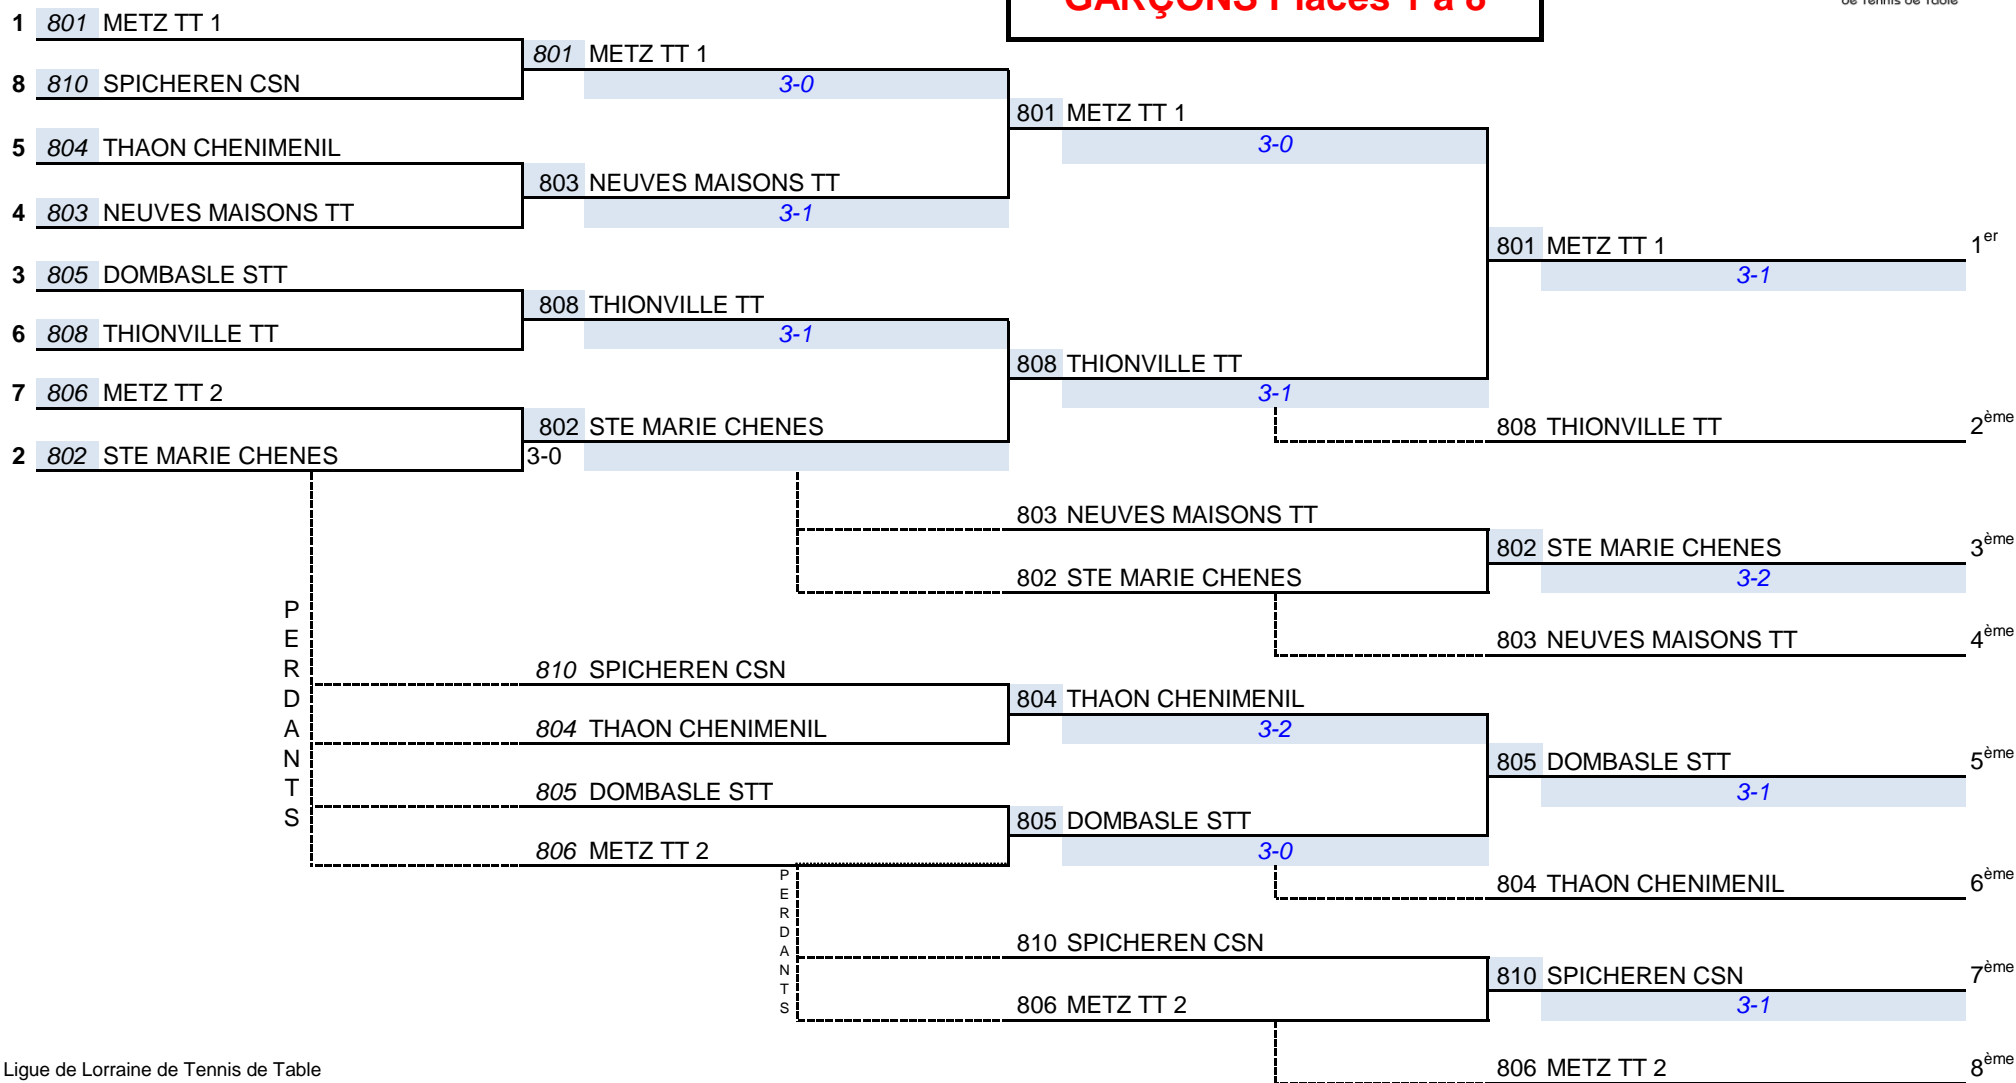 GARÇONS Places 1 à 8
de Tennis de Table
1 801 METZ TT 1
801 METZ TT 1
8 810 SPICHEREN CSN
3-0
801 METZ TT 1
5 804 THAON CHENIMENIL
3-0
803 NEUVES MAISONS TT
4 803 NEUVES MAISONS TT
3-1
801 METZ TT 1 1er
3 805 DOMBASLE STT
3-1
808 THIONVILLE TT
6 808 THIONVILLE TT
3-1
808 THIONVILLE TT
7 806 METZ TT 2
3-1
802 STE MARIE CHENES
808 THIONVILLE TT 2ème
2 802 STE MARIE CHENES
3-0
803 NEUVES MAISONS TT
802 STE MARIE CHENES 3ème
802 STE MARIE CHENES
3-2
PERDANTS
803 NEUVES MAISONS TT 4ème
810 SPICHEREN CSN
804 THAON CHENIMENIL
804 THAON CHENIMENIL
3-2
805 DOMBASLE STT 5ème
805 DOMBASLE STT
3-1
805 DOMBASLE STT
806 METZ TT 2
3-0
PERDANTS
804 THAON CHENIMENIL 6ème
810 SPICHEREN CSN
810 SPICHEREN CSN 7ème
806 METZ TT 2
3-1
806 METZ TT 2 8ème
Ligue de Lorraine de Tennis de Table